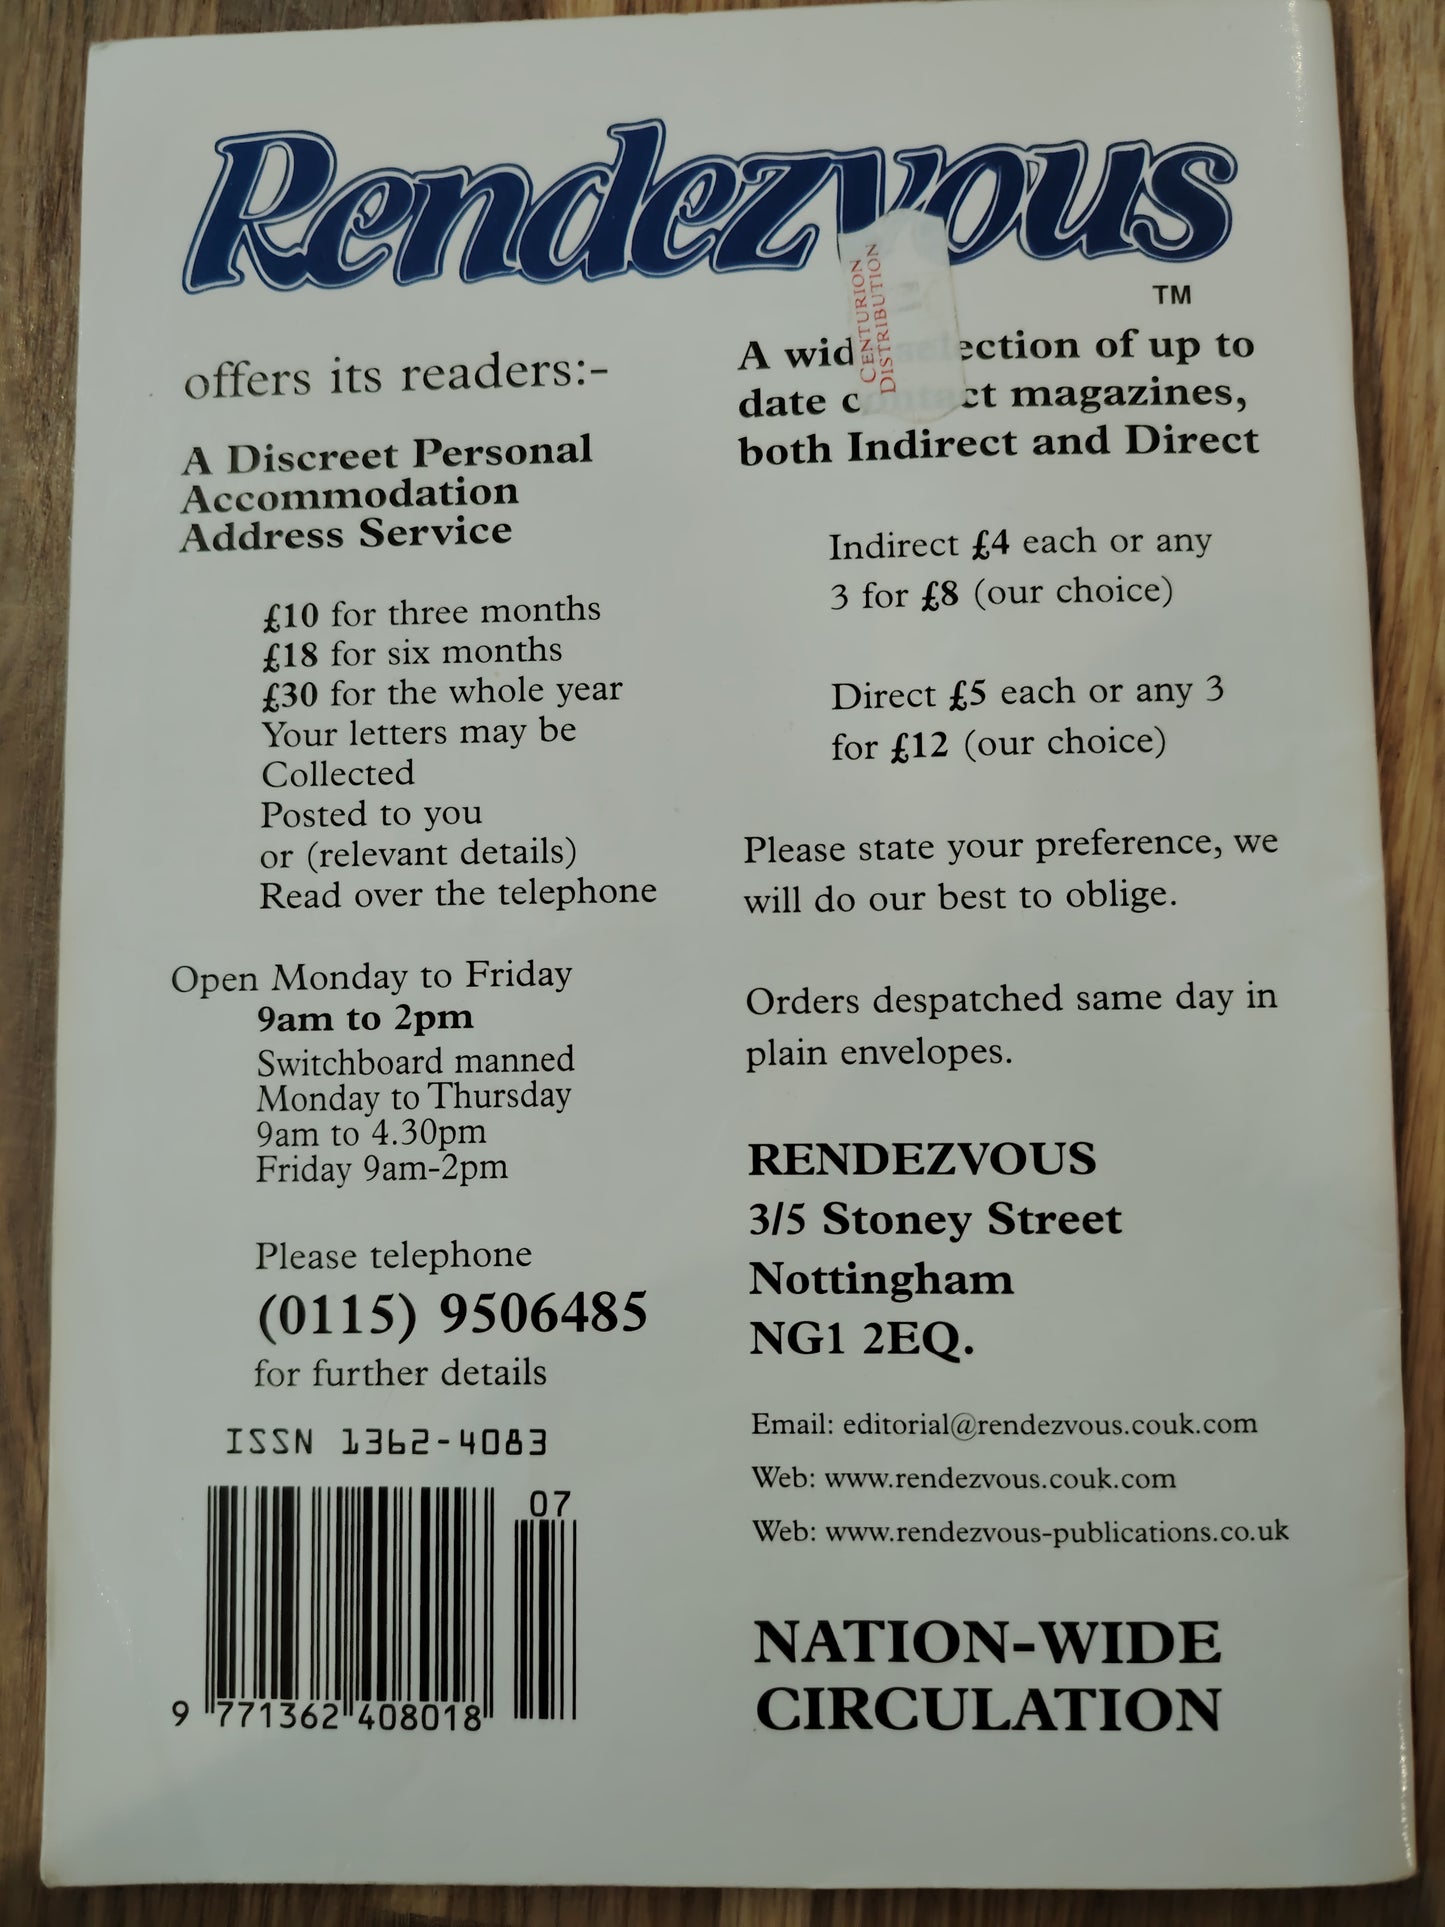 Rendezvous
TM
offers its readers:-
A Discreet Personal
Accommodation
Address Service
£10 for three months
£18 for six months
£30 for the whole year
Your letters may be
Collected
Posted to you
or (relevant details)
Read over the telephone
Open Monday to Friday
9am to 2pm
Switchboard manned
Monday to Thursday
9am to 4.30pm
Friday 9am-2pm
Please telephone
(0115) 9506485
for further details
ISSN 1362-4083
07
9 771362 408018
CENTURION
DISTRIBUTION
A wide selection of up to
date contact magazines,
both Indirect and Direct
Indirect £4 each or any
3 for £8 (our choice)
Direct £5 each or any 3
for £12 (our choice)
Please state your preference, we
will do our best to oblige.
Orders despatched same day in
plain envelopes.
RENDEZVOUS
3/5 Stoney Street
Nottingham
NG1 2EQ.
Email: editorial@rendezvous.couk.com
Web: www.rendezvous.couk.com
Web: www.rendezvous-publications.co.uk
NATION-WIDE
CIRCULATION